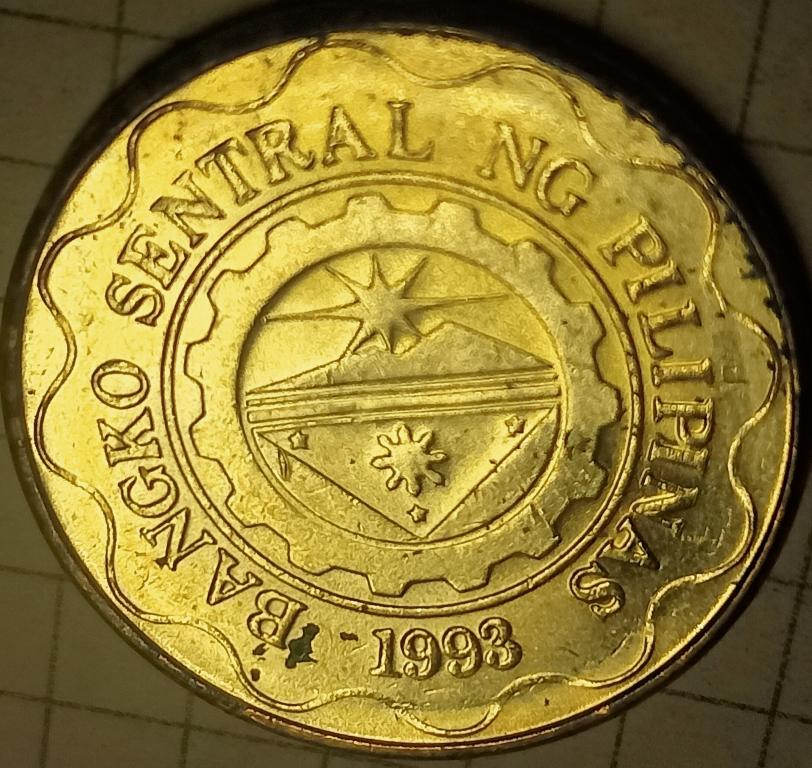 BANGKO SENTRAL NG PILIPINAS
1993